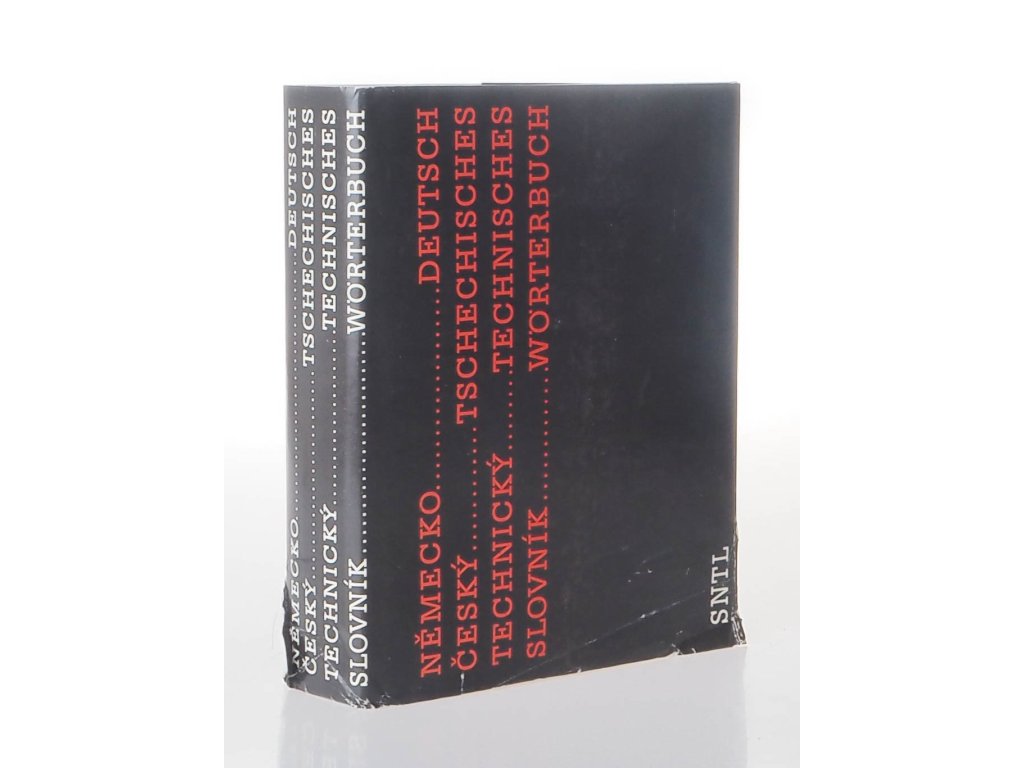 NĚMECKO....................DEUTSCH
ČESKÝ..............TSCHECHISCHES
TECHNICKÝ..........TECHNISCHES
SLOVNÍK................WÖRTERBUCH
NĚMECKO....................DEUTSCH
ČESKÝ..............TSCHECHISCHES
TECHNICKÝ..........TECHNISCHES
SLOVNÍK................WÖRTERBUCH
SNTL